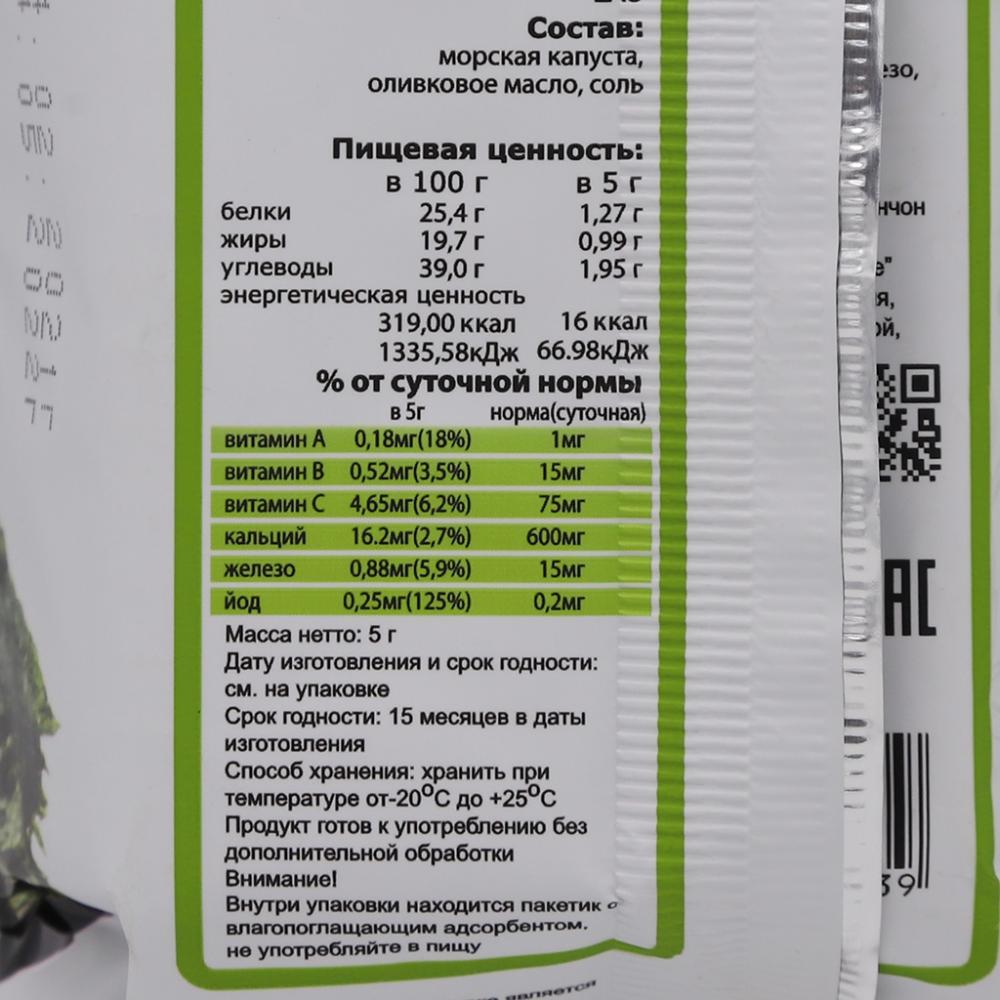 Состав:
морская капуста,
оливковое масло, соль
Пищевая ценность:
в 100 г в 5 г
белки 25,4 г 1,27 г
жиры 19,7 г 0,99 г
углеводы 39,0 г 1,95 г
энергетическая ценность
319,00 ккал 16 ккал
1335,58кДж 66.98кДж
% от суточной нормы
в 5г норма(суточная)
витамин А 0,18мг(18%) 1мг
витамин В 0,52мг(3,5%) 15мг
витамин С 4,65мг(6,2%) 75мг
кальций 16.2мг(2,7%) 600мг
железо 0,88мг(5,9%) 15мг
йод 0,25мг(125%) 0,2мг
Масса нетто: 5 г
Дату изготовления и срок годности:
см. на упаковке
Срок годности: 15 месяцев в даты
изготовления
Способ хранения: хранить при
температуре от-20⁰С до +25⁰С
Продукт готов к употреблению без
дополнительной обработки
Внимание!
Внутри упаковки находится пакетик с
влагопоглащающим адсорбентом.
не употребляйте в пищу
является